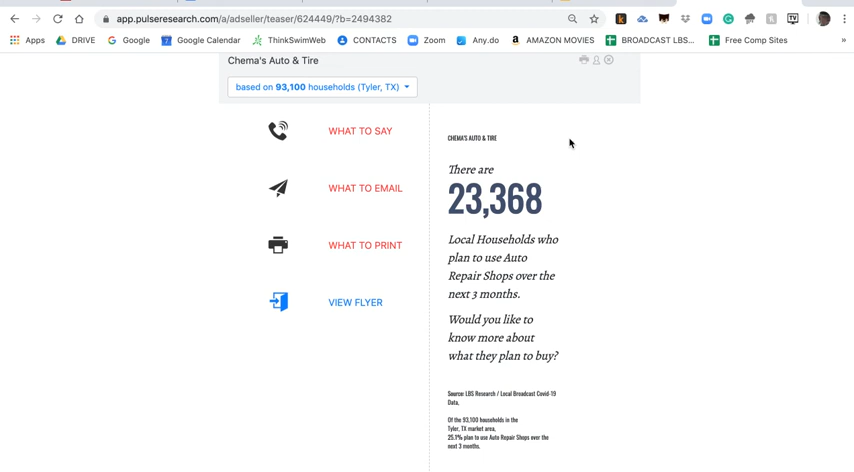 app.pulseresearch.com/a/adseller/teaser/624449/?b=2494382
Apps DRIVE Google Google Calendar ThinkSwimWeb CONTACTS Zoom Any.do AMAZON MOVIES BROADCAST LBS... Free Comp Sites »
Chema's Auto & Tire
based on 93,100 households (Tyler, TX)
WHAT TO SAY
WHAT TO EMAIL
WHAT TO PRINT
VIEW FLYER
CHEMA'S AUTO & TIRE
There are
23,368
Local Households who
plan to use Auto
Repair Shops over the
next 3 months.
Would you like to
know more about
what they plan to buy?
Source: LBS Research / Local Broadcast Covid-19
Data,
Of the 93,100 households in the
Tyler, TX market area,
25.1% plan to use Auto Repair Shops over the
next 3 months.